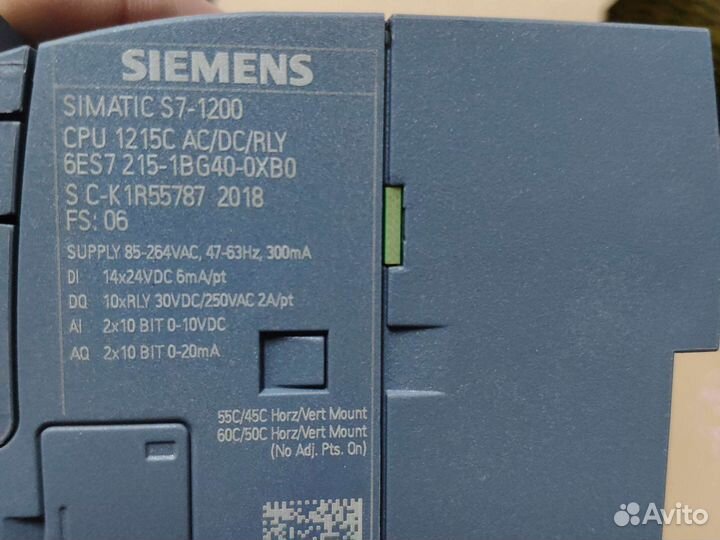 SIEMENS
SIMATIC S7-1200
CPU 1215C AC/DC/RLY
6ES7 215-1BG40-0XB0
S C-K1R55787 2018
FS: 06
SUPPLY 85-264VAC, 47-63Hz, 300mA
DI 14x24VDC 6mA/pt
DQ 10xRLY 30VDC/250VAC 2A/pt
AI 2x10 BIT 0-10VDC
AQ 2x10 BIT 0-20mA
55C/45C Horz/Vert Mount
60C/50C Horz/Vert Mount
(No Adj. Pts. On)
Avito